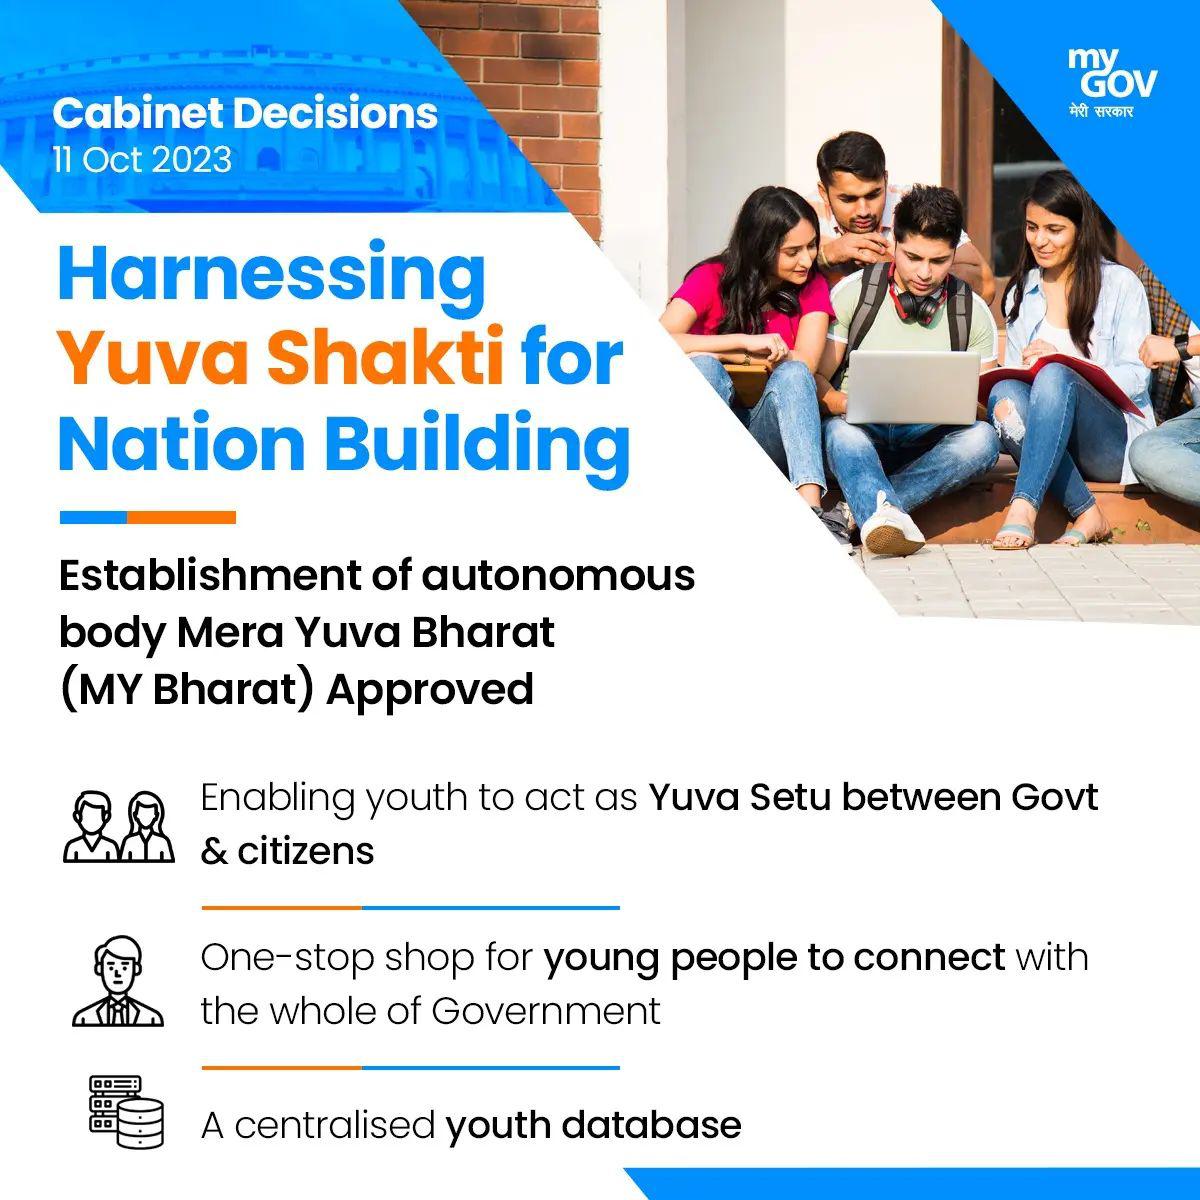 my
GOV
मेरी सरकार
Cabinet Decisions
11 Oct 2023
Harnessing
Yuva Shakti for
Nation Building
Establishment of autonomous
body Mera Yuva Bharat
(MY Bharat) Approved
Enabling youth to act as Yuva Setu between Govt
& citizens
One-stop shop for young people to connect with
the whole of Government
A centralised youth database